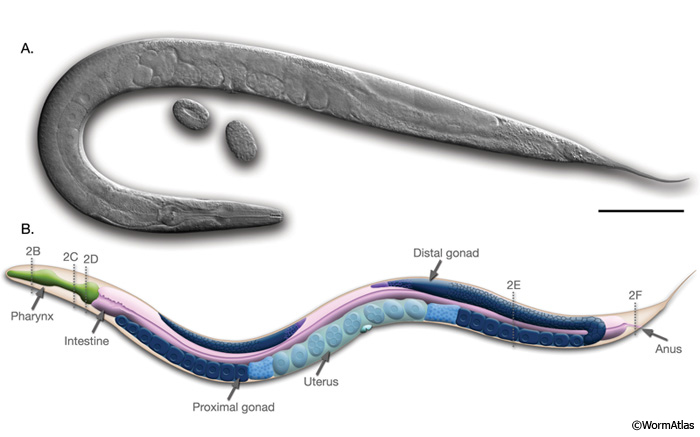 A.
B.
2B
2C
2D
Distal gonad
2E
2F
Pharynx
Intestine
Uterus
Anus
Proximal gonad
©WormAtlas